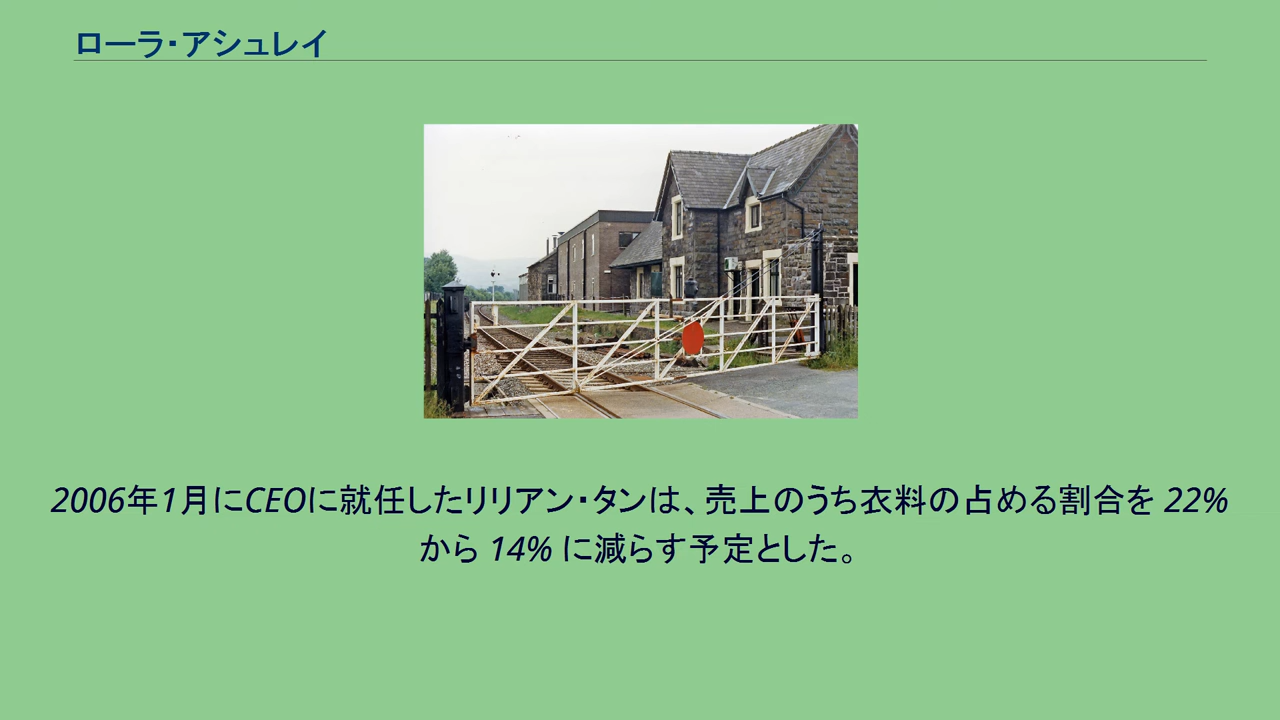 ローラ・アシュレイ
2006年1月にCEOに就任したリリアン・タンは、売上のうち衣料の占める割合を 22%
から 14% に減らす予定とした。